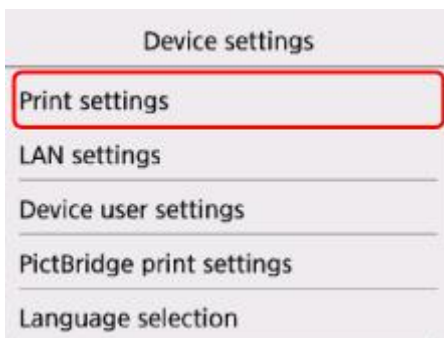 Device settings
Print settings
LAN settings
Device user settings
PictBridge print settings
Language selection